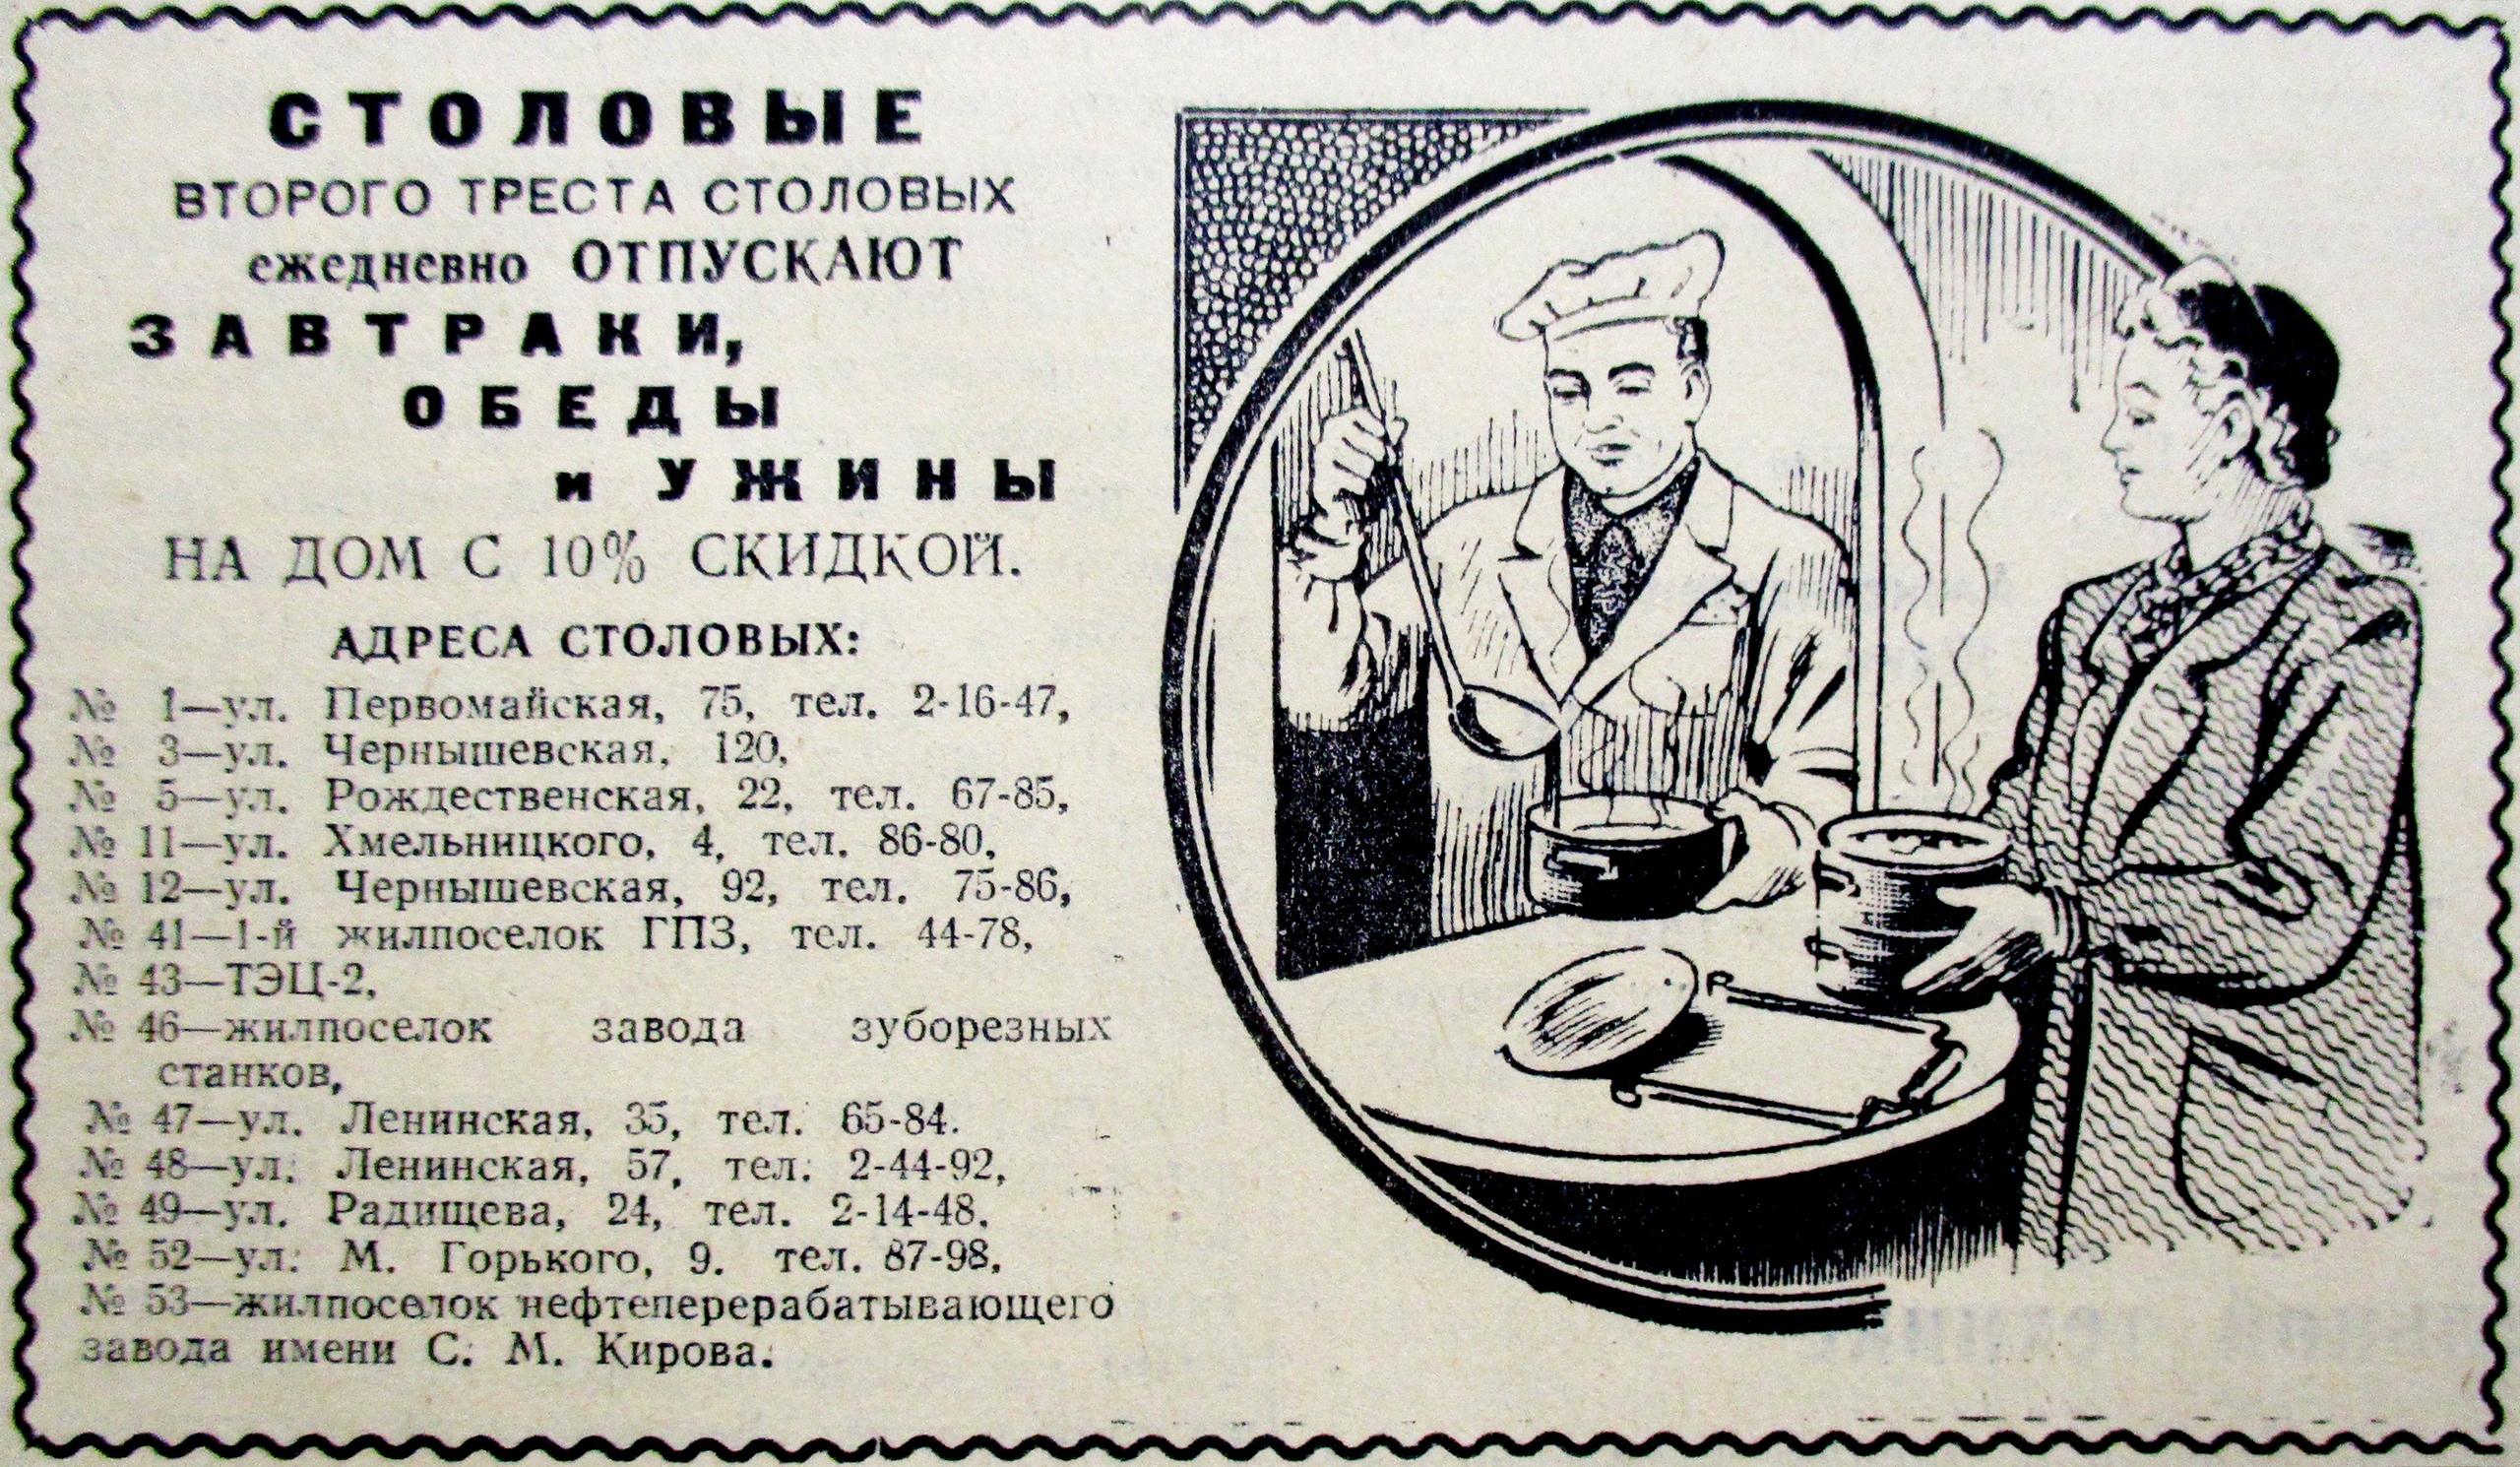 СТОЛОВЫЕ
ВТОРОГО ТРЕСТА СТОЛОВЫХ
ежедневно ОТПУСКАЮТ
ЗАВТРАКИ,
ОБЕДЫ
и УЖИНЫ
НА ДОМ С 10% СКИДКОЙ.
АДРЕСА СТОЛОВЫХ:
№ 1—ул. Первомайская, 75, тел. 2-16-47,
№ 3—ул. Чернышевская, 120,
№ 5—ул. Рождественская, 22, тел. 67-85,
№ 11—ул. Хмельницкого, 4, тел. 86-80,
№ 12—ул. Чернышевская, 92, тел. 75-86,
№ 41—1-й жилпоселок ГПЗ, тел. 44-78,
№ 43—ТЭЦ-2,
№ 46—жилпоселок завода зуборезных
станков,
№ 47—ул. Ленинская, 35, тел. 65-84.
№ 48—ул. Ленинская, 57, тел. 2-44-92,
№ 49—ул. Радищева, 24, тел. 2-14-48.
№ 52—ул. М. Горького, 9. тел. 87-98,
№ 53—жилпоселок нефтеперерабатывающего
завода имени С. М. Кирова.